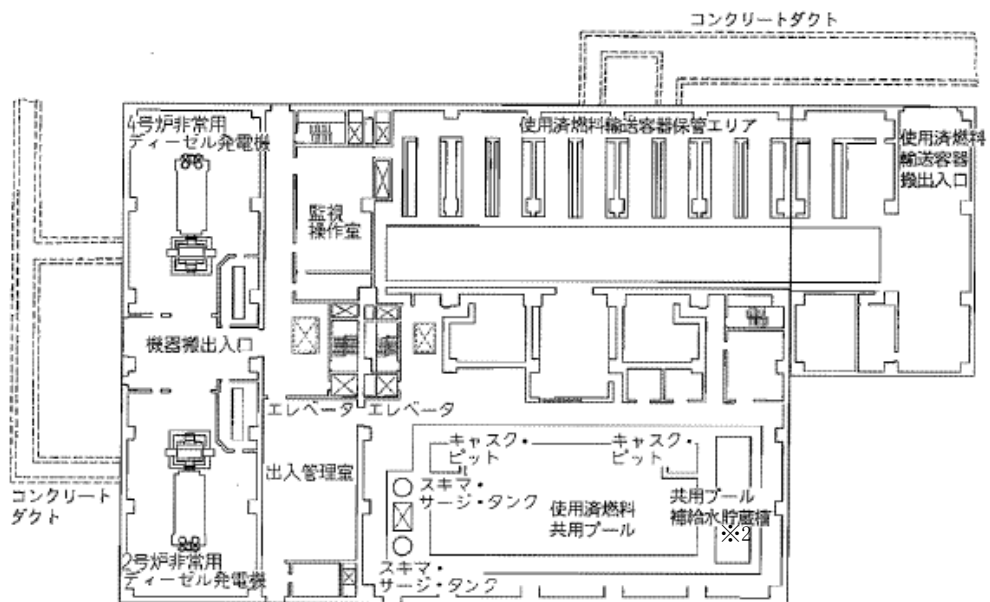 コンクリートダクト
4号炉非常用
ディーゼル発電機
使用済燃料輸送容器保管エリア
使用済燃料
輸送容器
搬出入口
監視
操作室
機器搬出入口
エレベータ
エレベータ
キャスク・
ピット
キャスク・
ピット
出入管理室
スキマ・
サージ・タンク
使用済燃料
共用プール
共用プール
補給水貯蔵槽
※2
コンクリート
ダクト
2号炉非常用
ディーゼル発電機
スキマ・
サージ・タンク